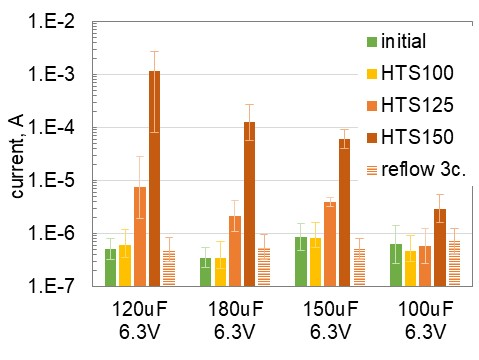 1.E-2
1.E-3
1.E-4
1.E-5
1.E-6
1.E-7
current, A
initial
HTS100
HTS125
HTS150
reflow 3c.
120uF 180uF 150uF 100uF
6.3V 6.3V 6.3V 6.3V